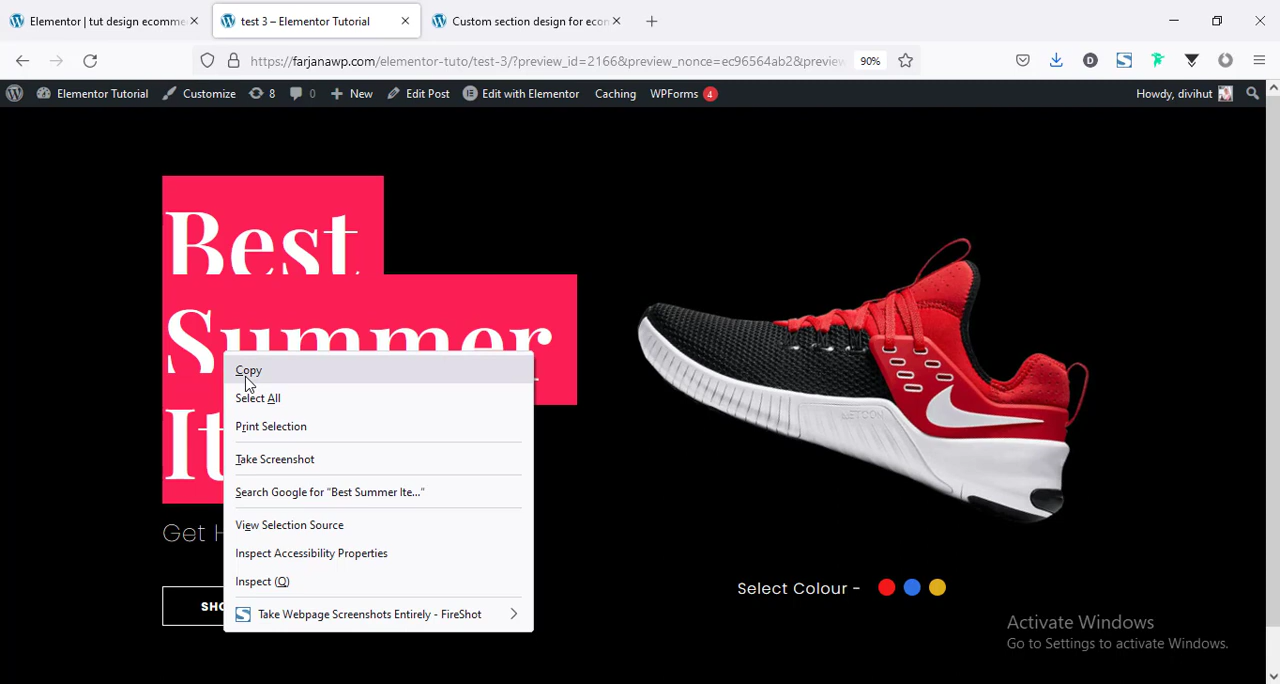 Elementor | tut design ecomme
test 3 – Elementor Tutorial
Custom section design for econ
https://farjanawp.com/elementor-tuto/test-3/?preview_id=2166&preview_nonce=ec96564ab2&preview
90%
Elementor Tutorial
Customize
8
0
New
Edit Post
Edit with Elementor
Caching
WPForms 4
Howdy, divihut
Best
Summer
It
Get H
SHO
Copy
Select All
Print Selection
Take Screenshot
Search Google for “Best Summer Ite...”
View Selection Source
Inspect Accessibility Properties
Inspect (Q)
Take Webpage Screenshots Entirely - FireShot
Select Colour -
Activate Windows
Go to Settings to activate Windows.